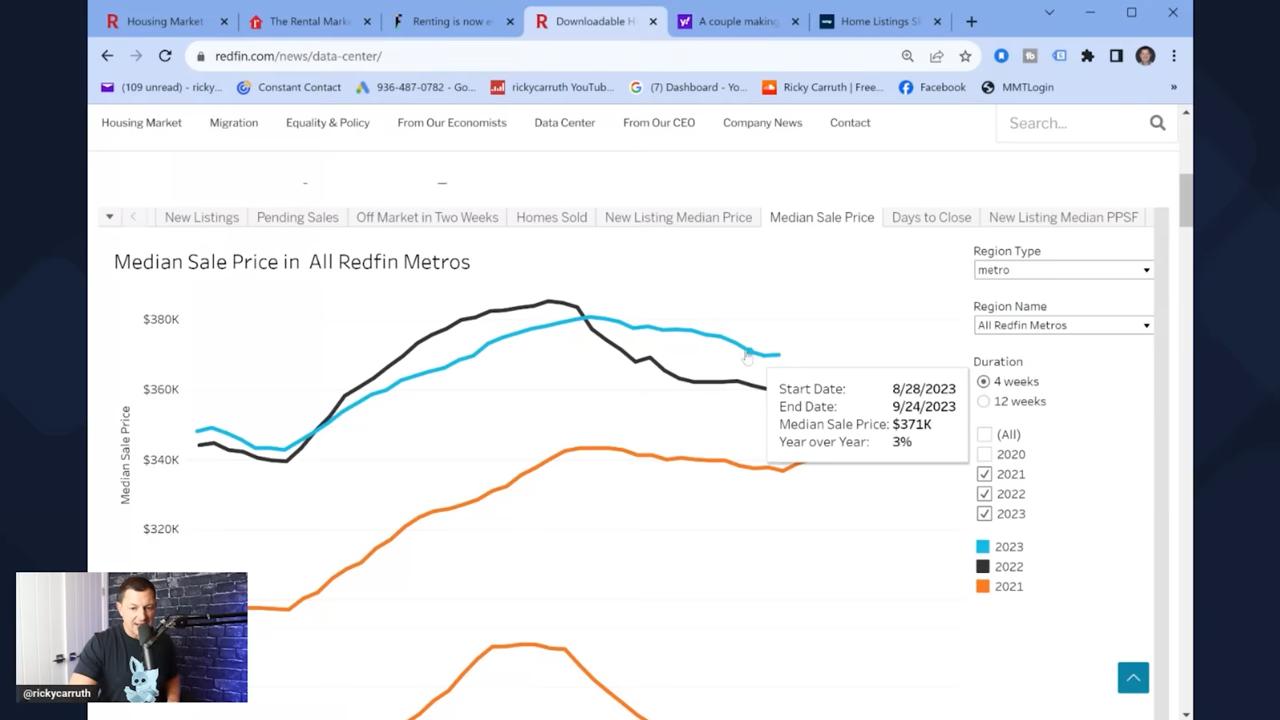 Housing Market
The Rental Mark
Renting is now e
Downloadable H
A couple making
Home Listings S
redfin.com/news/data-center/
(109 unread) - ricky...
Constant Contact
936-487-0782 - Go...
rickycarruth YouTub...
(7) Dashboard - Yo...
Ricky Carruth | Free...
Facebook
MMTLogin
»
Housing Market
Migration
Equality & Policy
From Our Economists
Data Center
From Our CEO
Company News
Contact
Search...
New Listings
Pending Sales
Off Market in Two Weeks
Homes Sold
New Listing Median Price
Median Sale Price
Days to Close
New Listing Median PPSF
Median Sale Price in All Redfin Metros
Region Type
metro
Region Name
All Redfin Metros
Duration
4 weeks
12 weeks
(All)
2020
2021
2022
2023
2023
2022
2021
$380K
$360K
$340K
$320K
Median Sale Price
Start Date: 8/28/2023
End Date: 9/24/2023
Median Sale Price: $371K
Year over Year: 3%
@rickycarruth